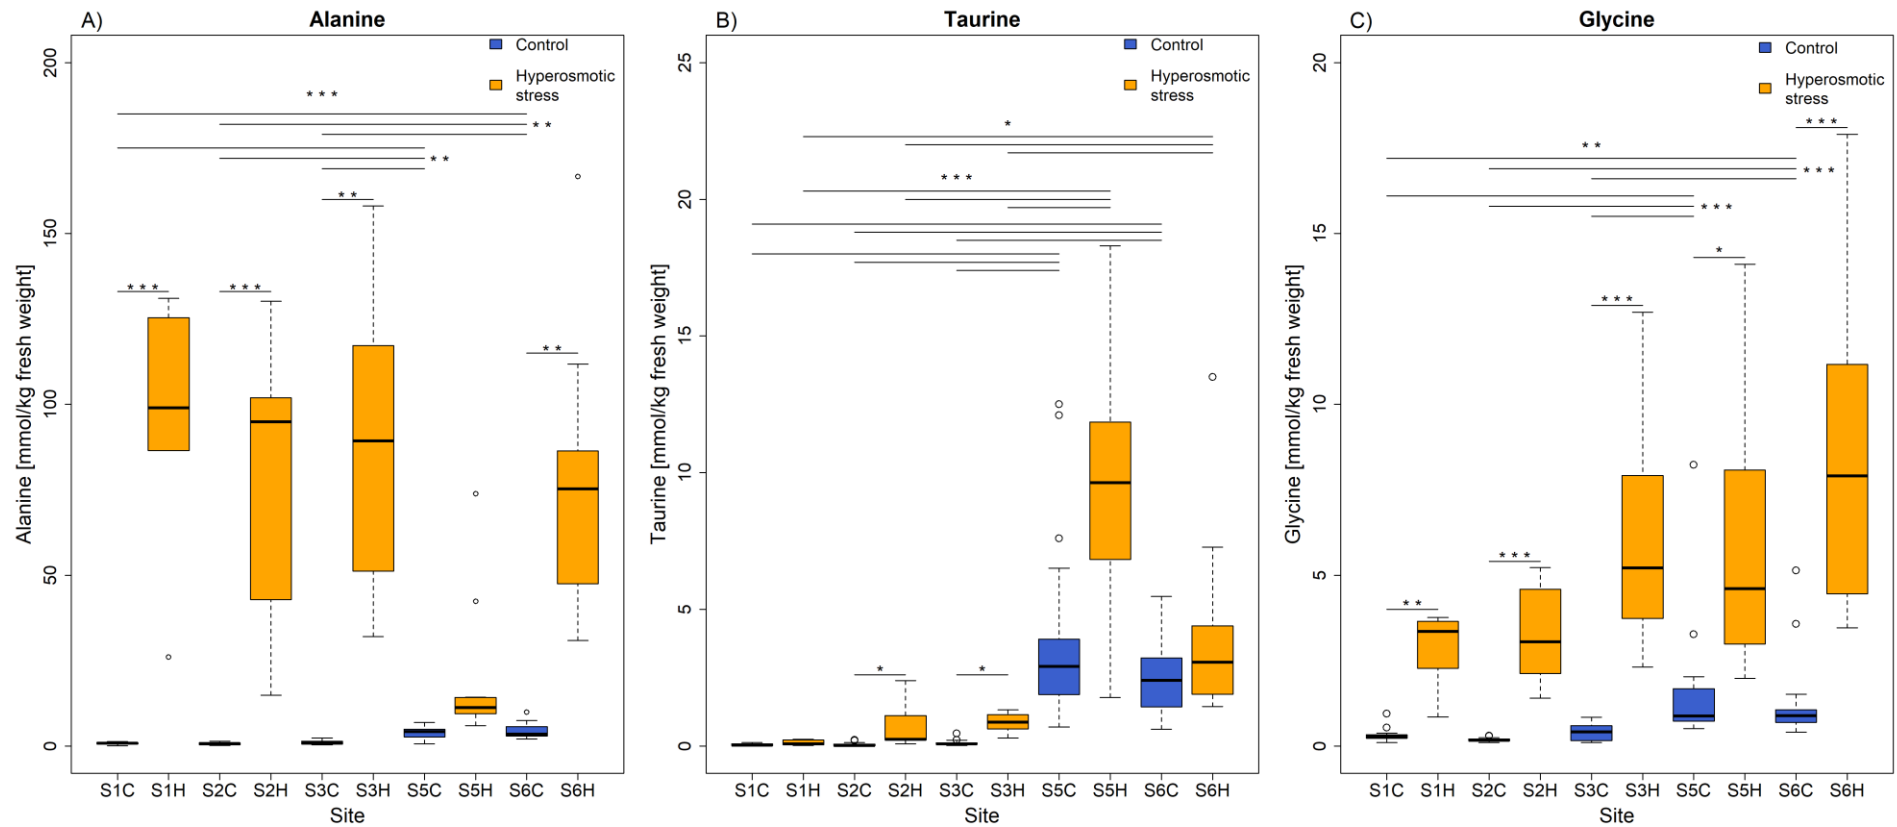 A)
Alanine
Control
Hyperosmotic
stress
* * *
* *
* *
* *
* * *
* * *
* *
200
150
100
50
0
Alanine [mmol/kg fresh weight]
S1C S1H S2C S2H S3C S3H S5C S5H S6C S6H
Site
B)
Taurine
Control
Hyperosmotic
stress
*
* * *
*
*
25
20
15
10
5
0
Taurine [mmol/kg fresh weight]
S1C S1H S2C S2H S3C S3H S5C S5H S6C S6H
Site
C)
Glycine
Control
Hyperosmotic
stress
* * *
* *
* * *
* * *
*
* * *
* * *
* *
20
15
10
5
0
Glycine [mmol/kg fresh weight]
S1C S1H S2C S2H S3C S3H S5C S5H S6C S6H
Site